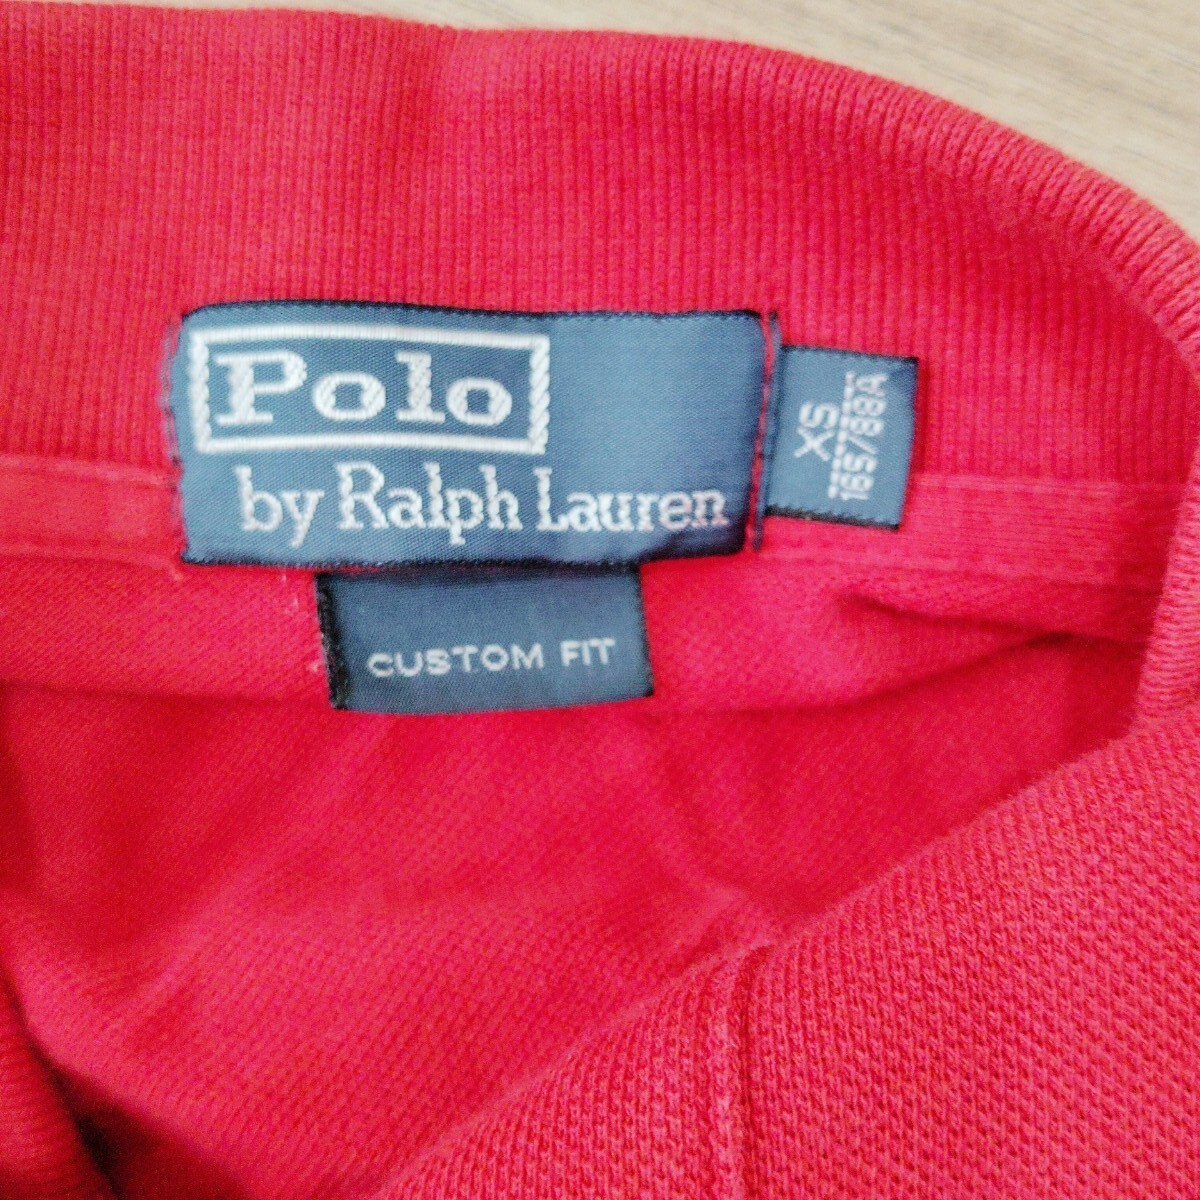 Polo
by Ralph Lauren
CUSTOM FIT
XS
165/88A